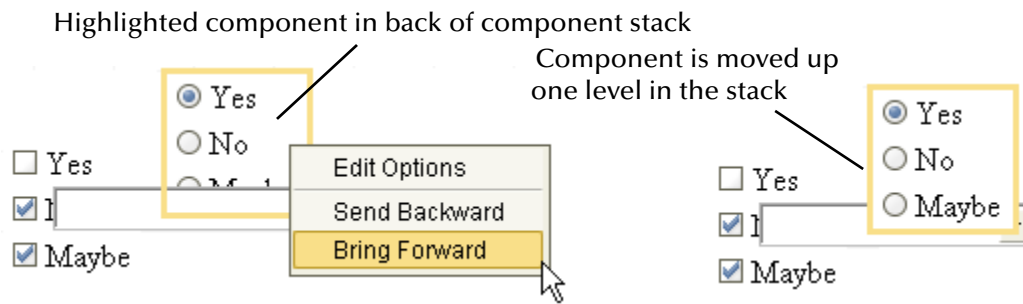 Highlighted component in back of component stack
Component is moved up
one level in the stack
Yes
No
Yes
Maybe
Edit Options
Send Backward
Bring Forward
Yes
No
Maybe
Yes
Maybe